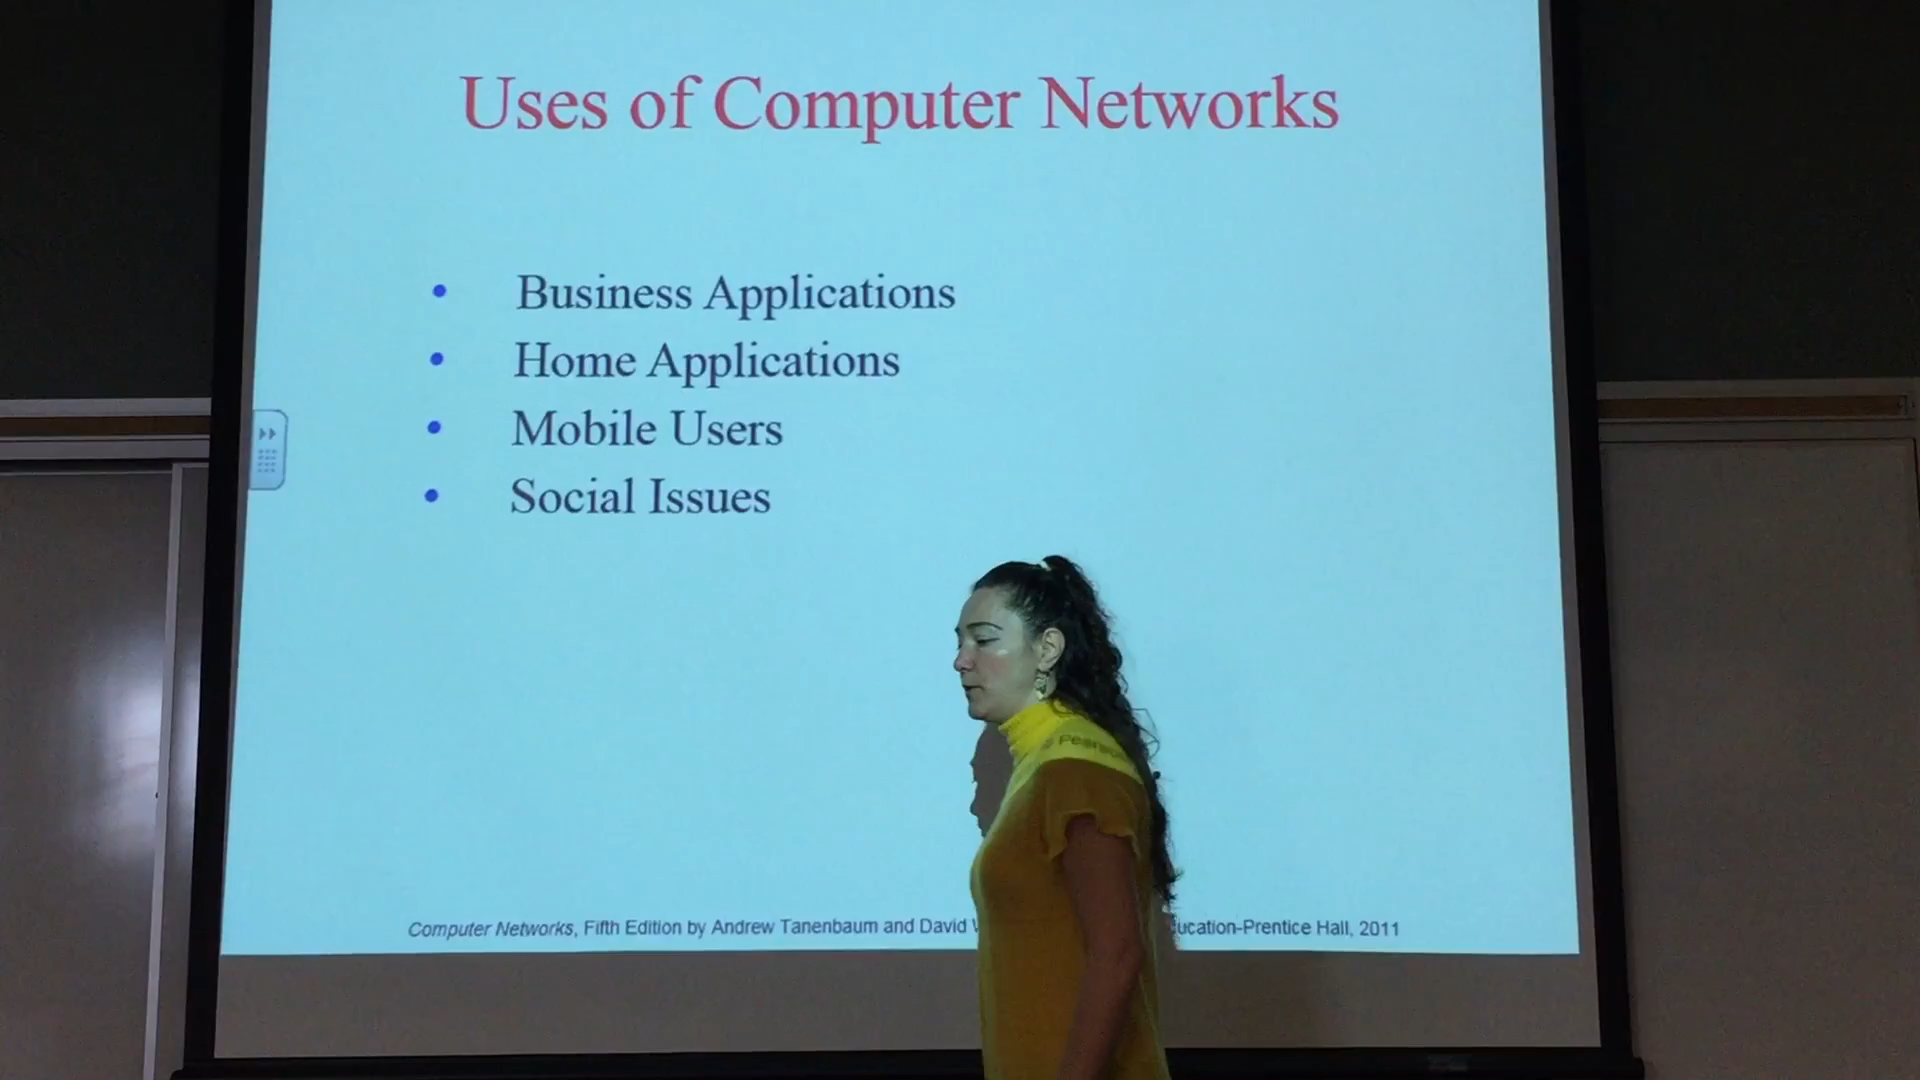 Uses of Computer Networks
• Business Applications
• Home Applications
• Mobile Users
• Social Issues
Computer Networks, Fifth Edition by Andrew Tanenbaum and David ucation-Prentice Hall, 2011